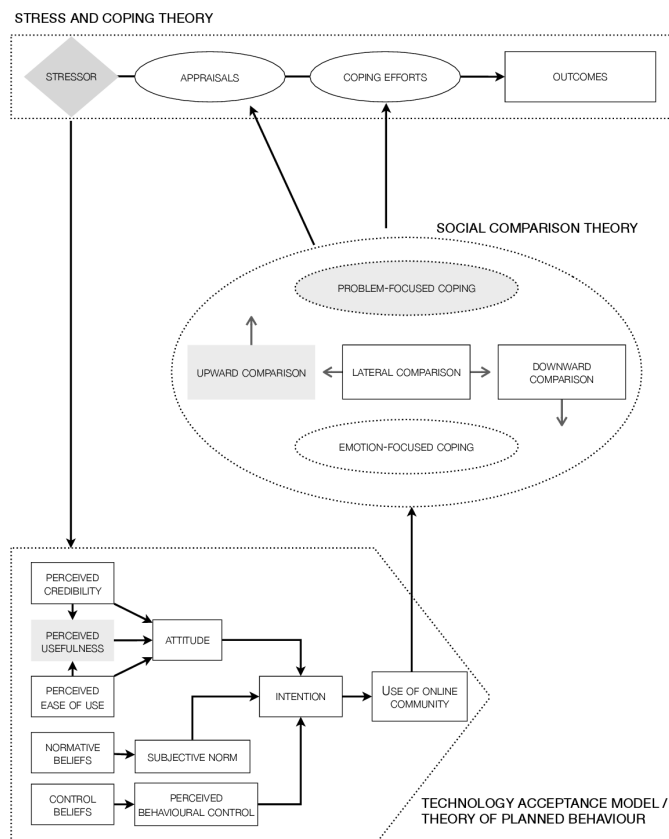 STRESS AND COPING THEORY
STRESSOR
APPRAISALS
COPING EFFORTS
OUTCOMES
SOCIAL COMPARISON THEORY
PROBLEM-FOCUSED COPING
UPWARD COMPARISON
LATERAL COMPARISON
DOWNWARD
COMPARISON
EMOTION-FOCUSED COPING
PERCEIVED
CREDIBILITY
PERCEIVED
USEFULNESS
ATTITUDE
PERCEIVED
EASE OF USE
INTENTION
USE OF ONLINE
COMMUNITY
NORMATIVE
BELIEFS
SUBJECTIVE NORM
CONTROL
BELIEFS
PERCEIVED
BEHAVIOURAL CONTROL
TECHNOLOGY ACCEPTANCE MODEL /
THEORY OF PLANNED BEHAVIOUR